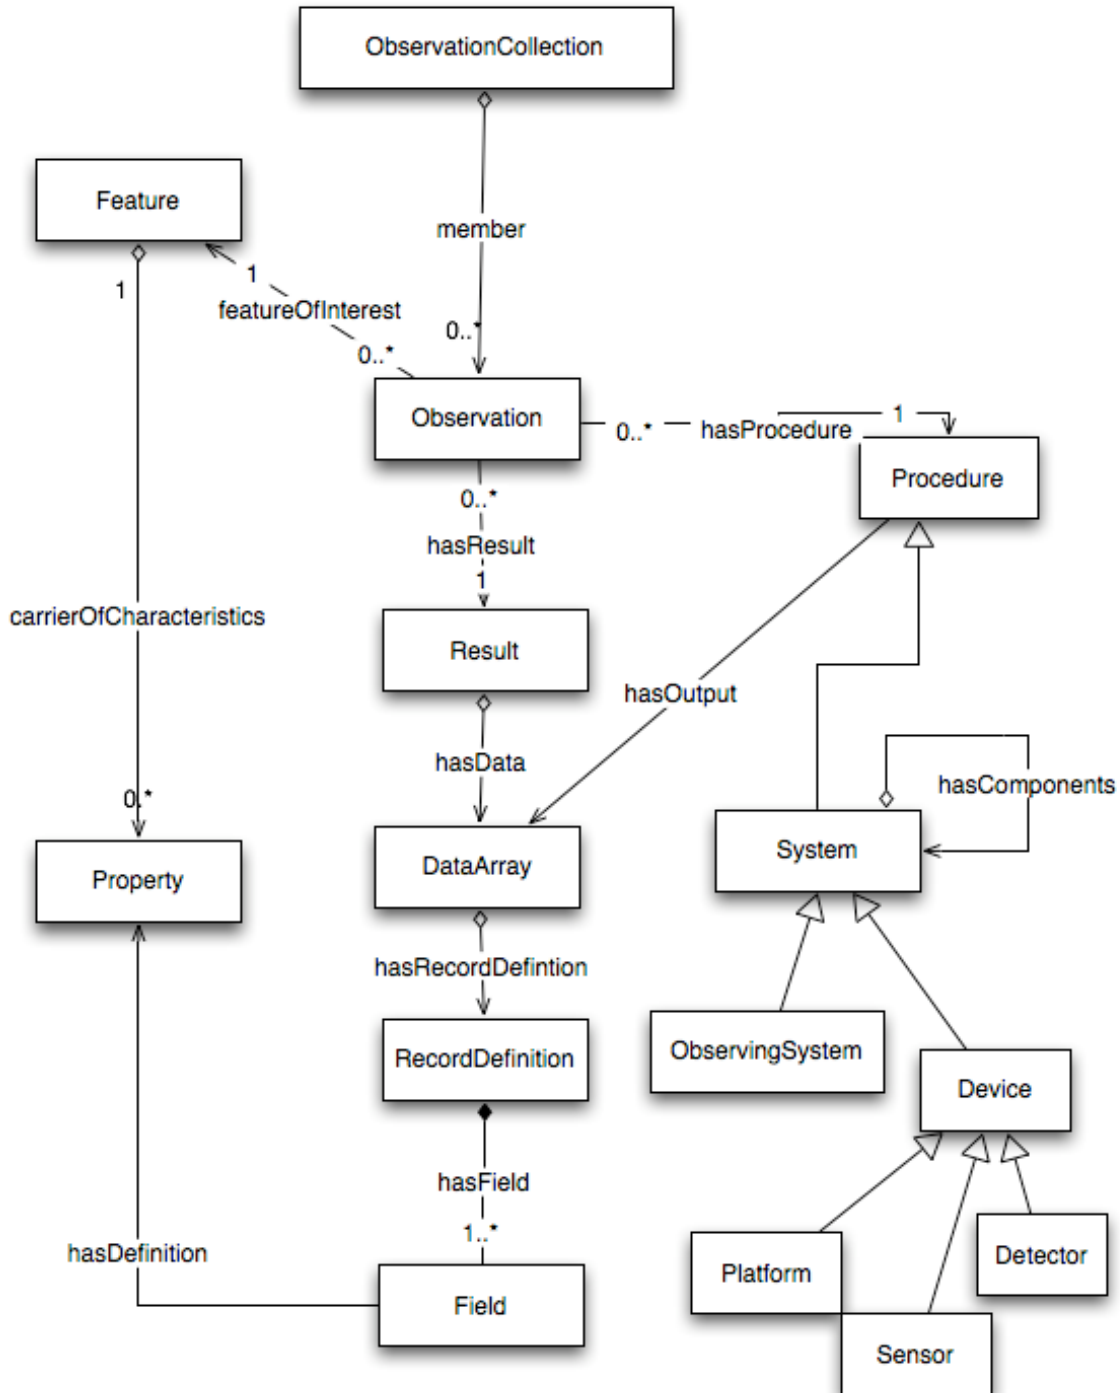 ObservationCollection
Feature
member
1
1
featureOfInterest
0..*
0..*
Observation
0..*
hasProcedure
1
Procedure
0..*
hasResult
1
carrierOfCharacteristics
Result
hasOutput
hasData
hasComponents
0.*
Property
DataArray
System
hasRecordDefintion
ObservingSystem
RecordDefinition
Device
hasField
1..*
hasDefinition
Field
Platform
Detector
Sensor